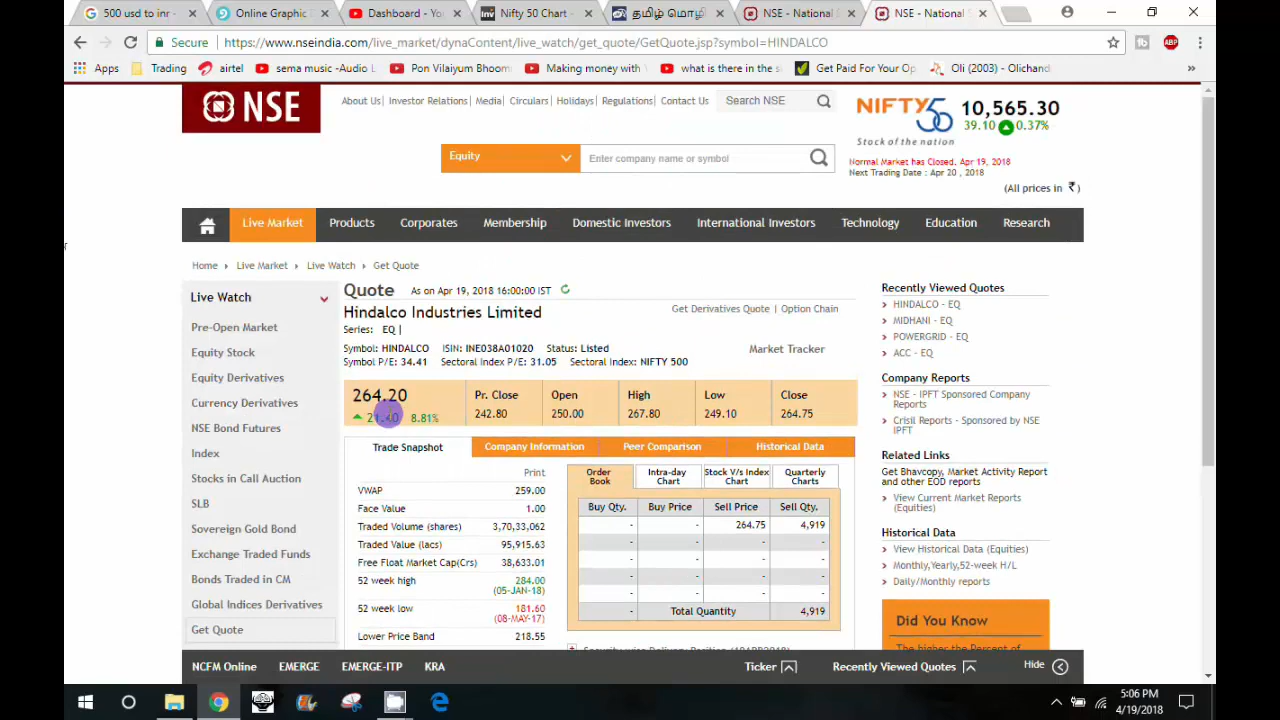 500 usd to inr -
Online Graphic
Dashboard - Yo
Nifty 50 Chart -
தமிழ் மொழி
NSE - National S
NSE - National S
Secure
https://www.nseindia.com/live_market/dynaContent/live_watch/get_quote/GetQuote.jsp?symbol=HINDALCO
ABP
Apps
Trading
airtel
sema music -Audio L
Pon Vilaiyum Bhoom
Making money with
what is there in the s
Get Paid For Your Op
Oli (2003) - Olichand
NSE
About Us | Investor Relations | Media | Circulars | Holidays | Regulations | Contact Us
Search NSE
NIFTY 50
Stock of the nation
10,565.30
39.10 0.37%
Equity
Enter company name or symbol
Normal Market has Closed. Apr 19, 2018
Next Trading Date : Apr 20 , 2018
(All prices in ₹)
Live Market
Products
Corporates
Membership
Domestic Investors
International Investors
Technology
Education
Research
Home › Live Market › Live Watch › Get Quote
Live Watch
Pre-Open Market
Equity Stock
Equity Derivatives
Currency Derivatives
NSE Bond Futures
Index
Stocks in Call Auction
SLB
Sovereign Gold Bond
Exchange Traded Funds
Bonds Traded in CM
Global Indices Derivatives
Get Quote
Quote As on Apr 19, 2018 16:00:00 IST
Hindalco Industries Limited
Get Derivatives Quote | Option Chain
Series: EQ |
Symbol: HINDALCO ISIN: INE038A01020 Status: Listed
Market Tracker
Symbol P/E: 34.41 Sectoral Index P/E: 31.05 Sectoral Index: NIFTY 500
264.20 Pr. Close Open High Low Close
21.40 8.81% 242.80 250.00 267.80 249.10 264.75
Trade Snapshot
Company Information
Peer Comparison
Historical Data
Print
VWAP 259.00
Face Value 1.00
Traded Volume (shares) 3,70,33,062
Traded Value (lacs) 95,915.63
Free Float Market Cap(Crs) 38,633.01
52 week high 284.00
(05-JAN-18)
52 week low 181.60
(08-MAY-17)
Lower Price Band 218.55
Order
Book
Intra-day
Chart
Stock V/s Index
Chart
Quarterly
Charts
Buy Qty. Buy Price Sell Price Sell Qty.
- - 264.75 4,919
- - - -
- - - -
- - - -
- - - -
- Total Quantity 4,919
Recently Viewed Quotes
HINDALCO - EQ
MIDHANI - EQ
POWERGRID - EQ
ACC - EQ
Company Reports
NSE - IPFT Sponsored Company
Reports
Crisil Reports - Sponsored by NSE
IPFT
Related Links
Get Bhavcopy, Market Activity Report
and other EOD reports
View Current Market Reports
(Equities)
Historical Data
View Historical Data (Equities)
Monthly,Yearly,52-week H/L
Daily/Monthly reports
Did You Know
NCFM Online
EMERGE
EMERGE-ITP
KRA
Ticker
Recently Viewed Quotes
Hide
5:06 PM
4/19/2018